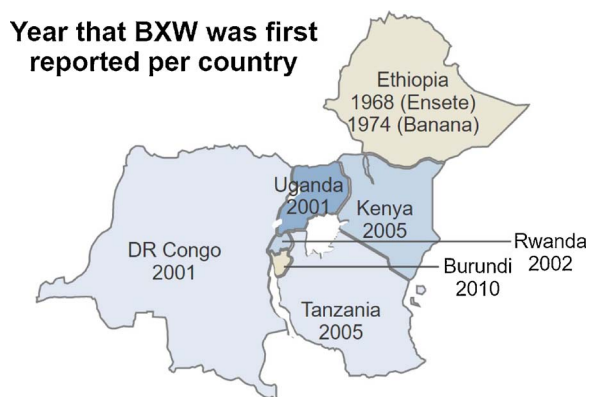 Year that BXW was first
reported per country
Ethiopia
1968 (Ensete)
1974 (Banana)
Uganda
2001
Kenya
2005
DR Congo
2001
Rwanda
2002
Burundi
2010
Tanzania
2005